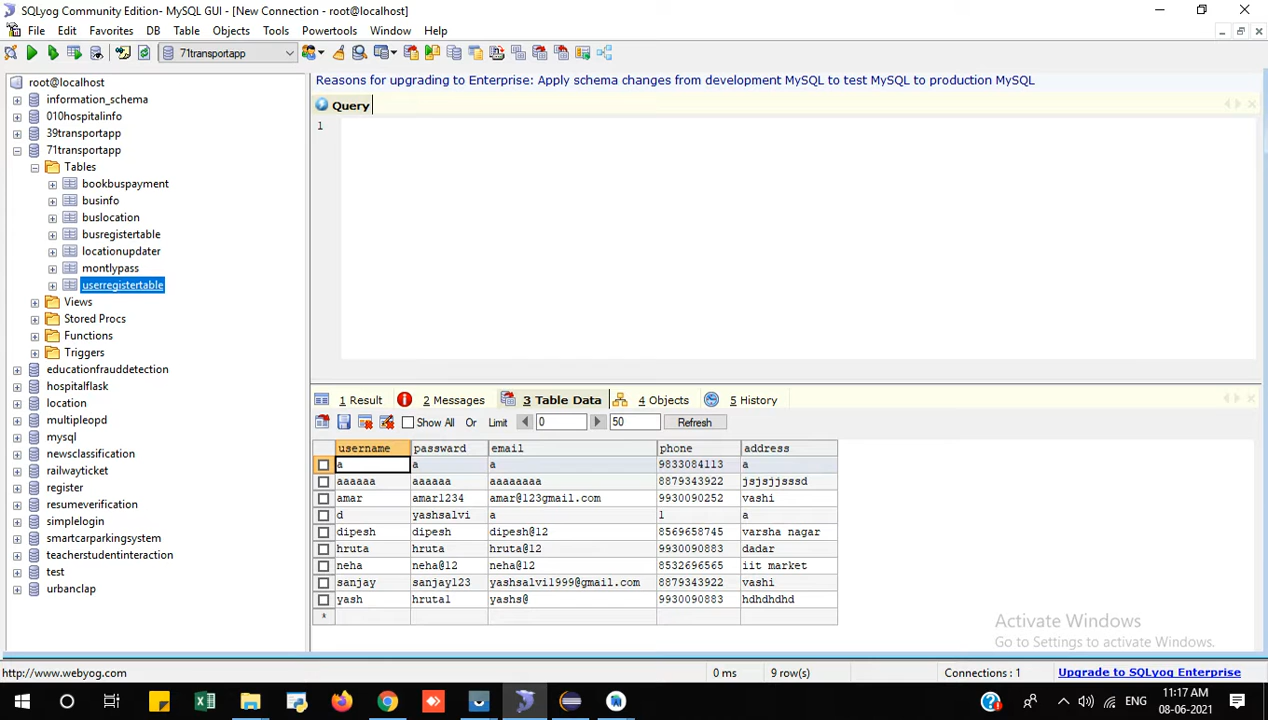 SQLyog Community Edition- MySQL GUI - [New Connection - root@localhost]
File Edit Favorites DB Table Objects Tools Powertools Window Help
71transportapp
root@localhost
information_schema
010hospitalinfo
39transportapp
71transportapp
Tables
bookbuspayment
businfo
buslocation
busregistertable
locationupdater
montlypass
userregistertable
Views
Stored Procs
Functions
Triggers
educationfrauddetection
hospitalflask
location
multipleopd
mysql
newsclassification
railwayticket
register
resumeverification
simplelogin
smartcarparkingsystem
teacherstudentinteraction
test
urbanclap
Reasons for upgrading to Enterprise: Apply schema changes from development MySQL to test MySQL to production MySQL
Query
1
1 Result 2 Messages 3 Table Data 4 Objects 5 History
Show All Or Limit 0 50 Refresh
username passward email phone address
a a a 9833084113 a
aaaaaa aaaaaa aaaaaaaa 8879343922 jsjsjjsssd
amar amar1234 amar@123gmail.com 9930090252 vashi
d yashsalvi a 1 a
dipesh dipesh dipesh@12 8569658745 varsha nagar
hruta hruta hruta@12 9930090883 dadar
neha neha@12 neha@12 8532696565 iit market
sanjay sanjay123 yashsalvi1999@gmail.com 8879343922 vashi
yash hruta1 yashs@ 9930090883 hdhdhdhd
*
Activate Windows
Go to Settings to activate Windows.
http://www.webyog.com 0 ms 9 row(s) Connections : 1 Upgrade to SQLyog Enterprise
ENG 11:17 AM
08-06-2021